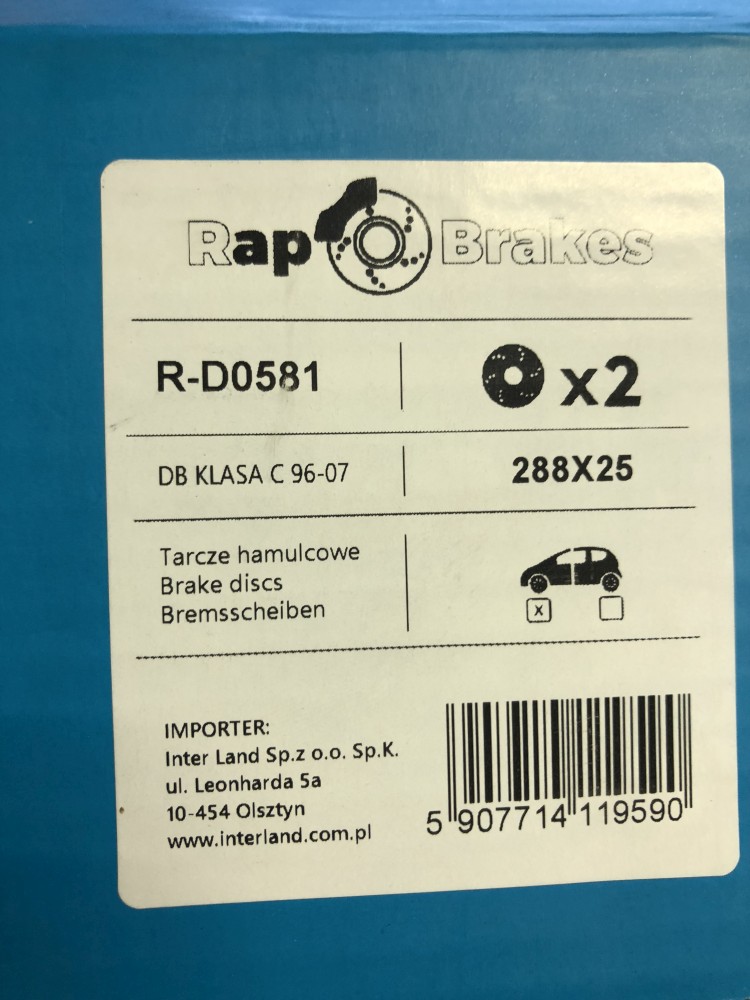 Rap Brakes
R-D0581
x2
DB KLASA C 96-07
288X25
Tarcze hamulcowe
Brake discs
Bremsscheiben
X
IMPORTER:
Inter Land Sp.z o.o. Sp.K.
ul. Leonharda 5a
10-454 Olsztyn
www.interland.com.pl
5 907714 119590